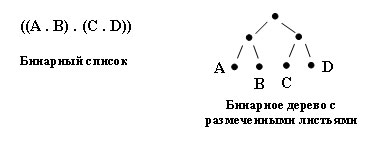 ((A . B) . (C . D))
Бинарный список
A
B
C
D
Бинарное дерево с
размеченными листьями